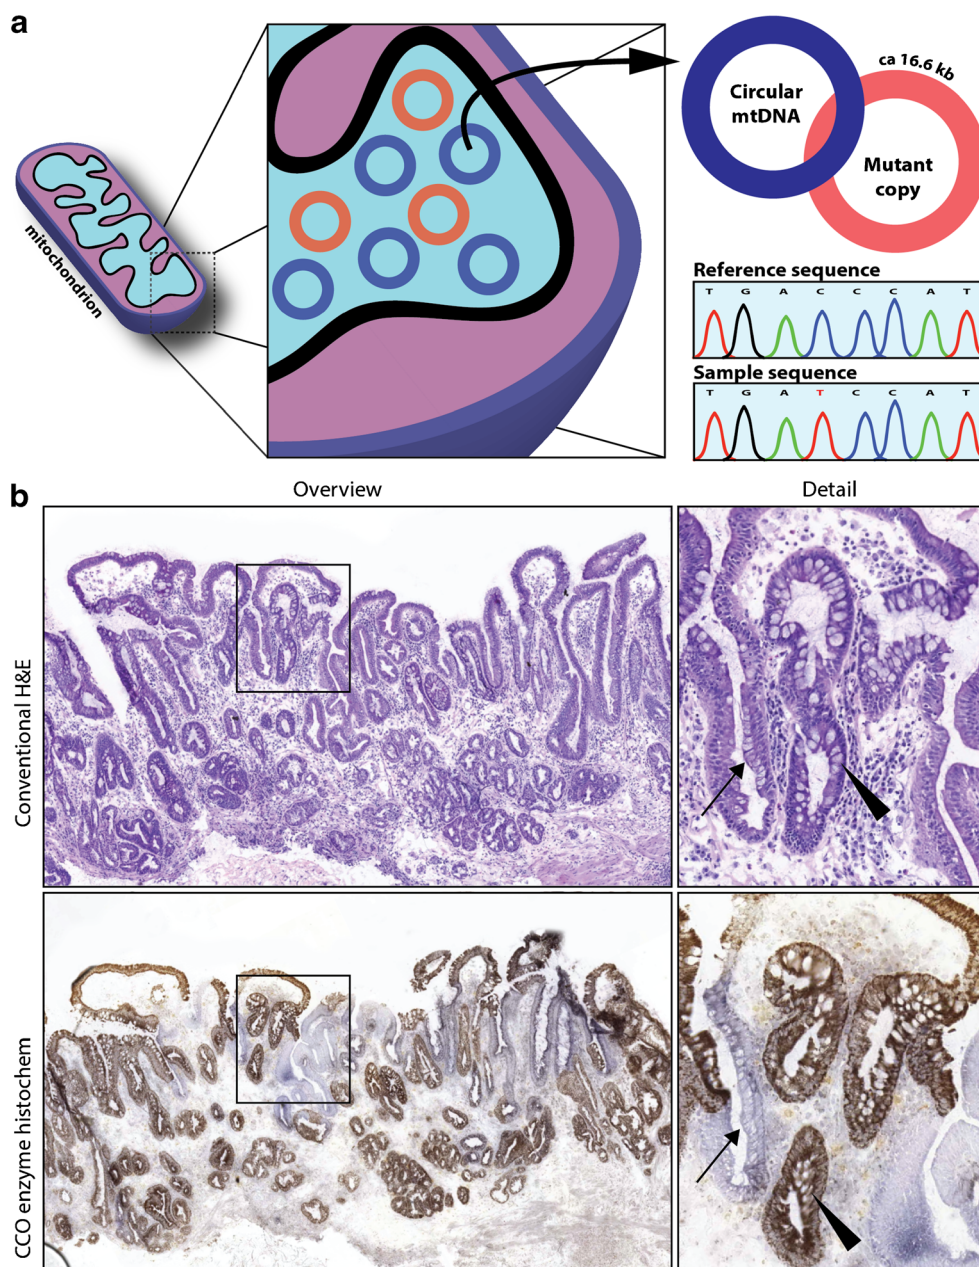 a
mitochondrion
Circular
mtDNA
ca 16.6 kb
Mutant
copy
Reference sequence
T G A C C C A T
Sample sequence
T G A T C C A T
b
Overview
Detail
Conventional H&E
CCO enzyme histochem